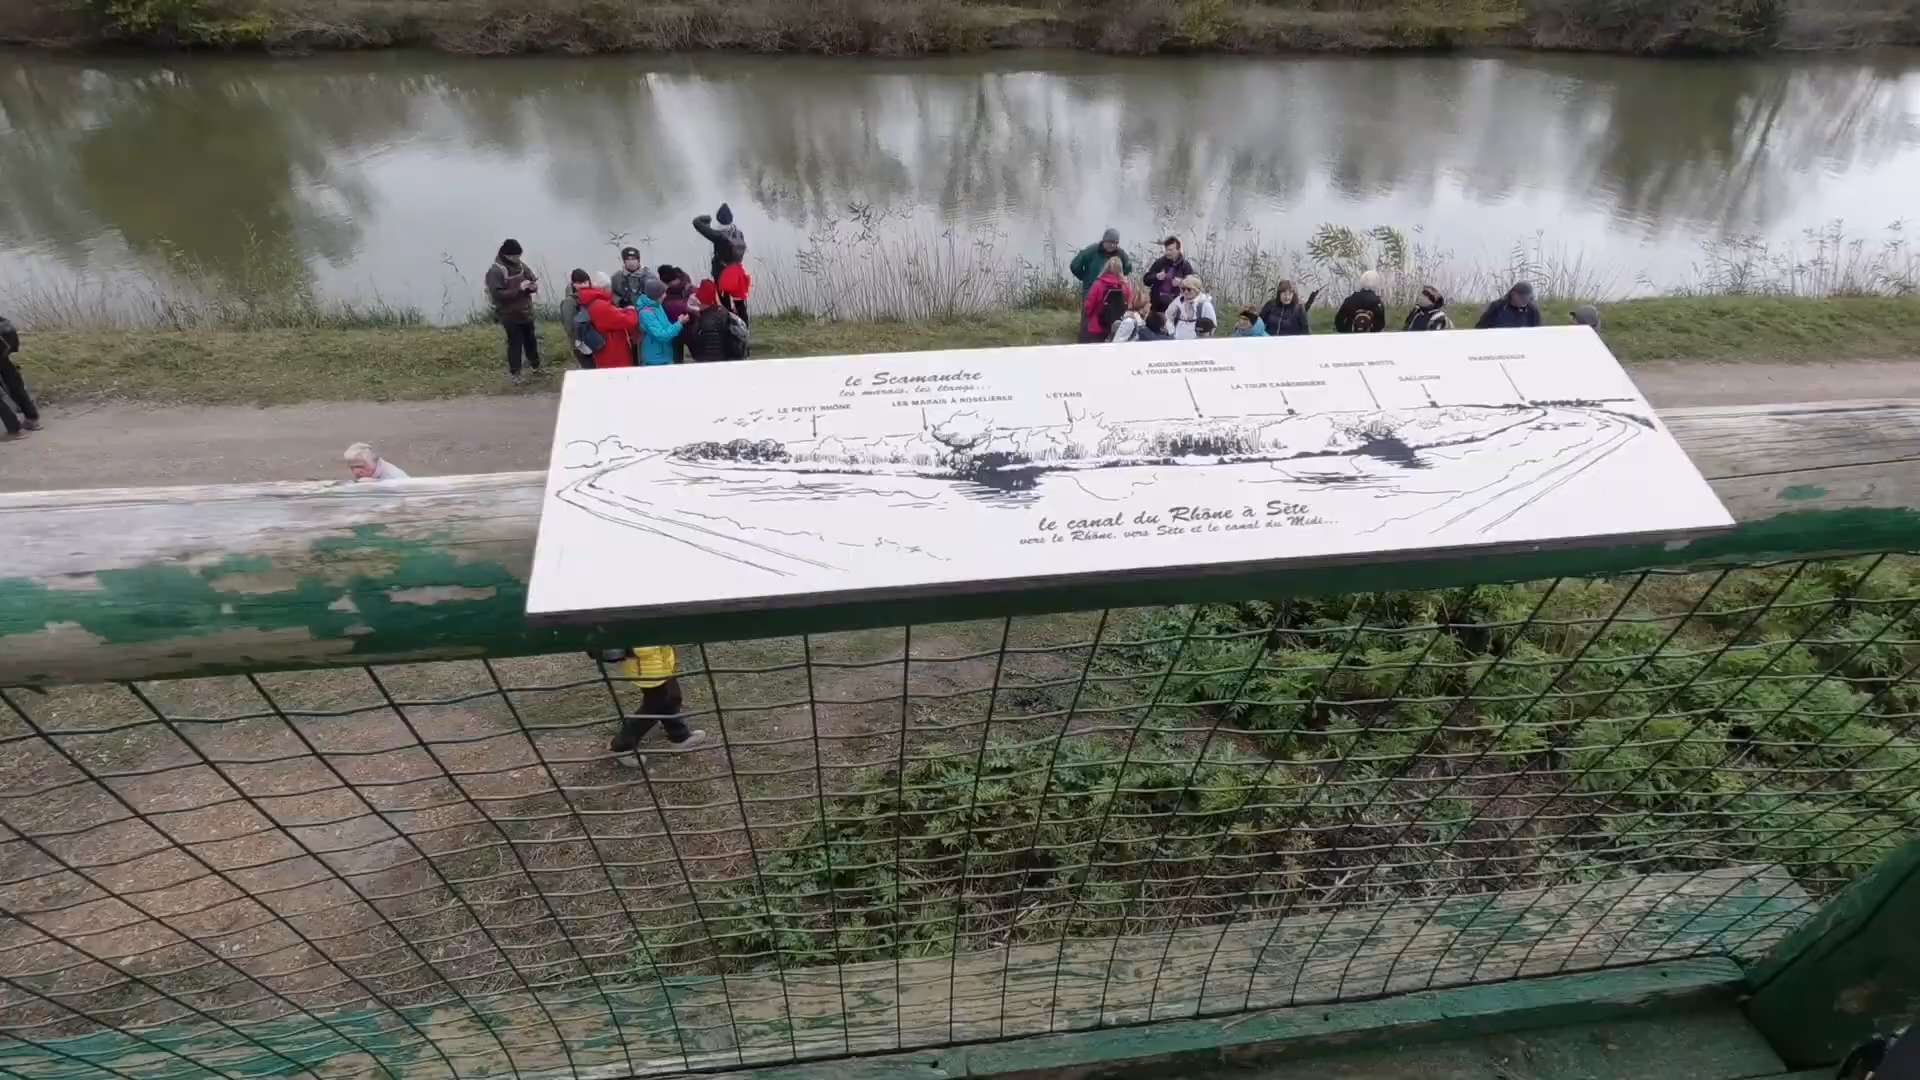 le Scamandre
les marais, les étangs...
LE PETIT RHÔNE
LES MARAIS À ROSELIÈRES
L'ÉTANG
AIGUES-MORTES
LA TOUR DE CONSTANCE
LA TOUR CARBONNIÈRE
LA GRANDE MOTTE
GALLICIAN
FRANQUEVAUX
le canal du Rhône à Sète
vers le Rhône, vers Sète et le canal du Midi...